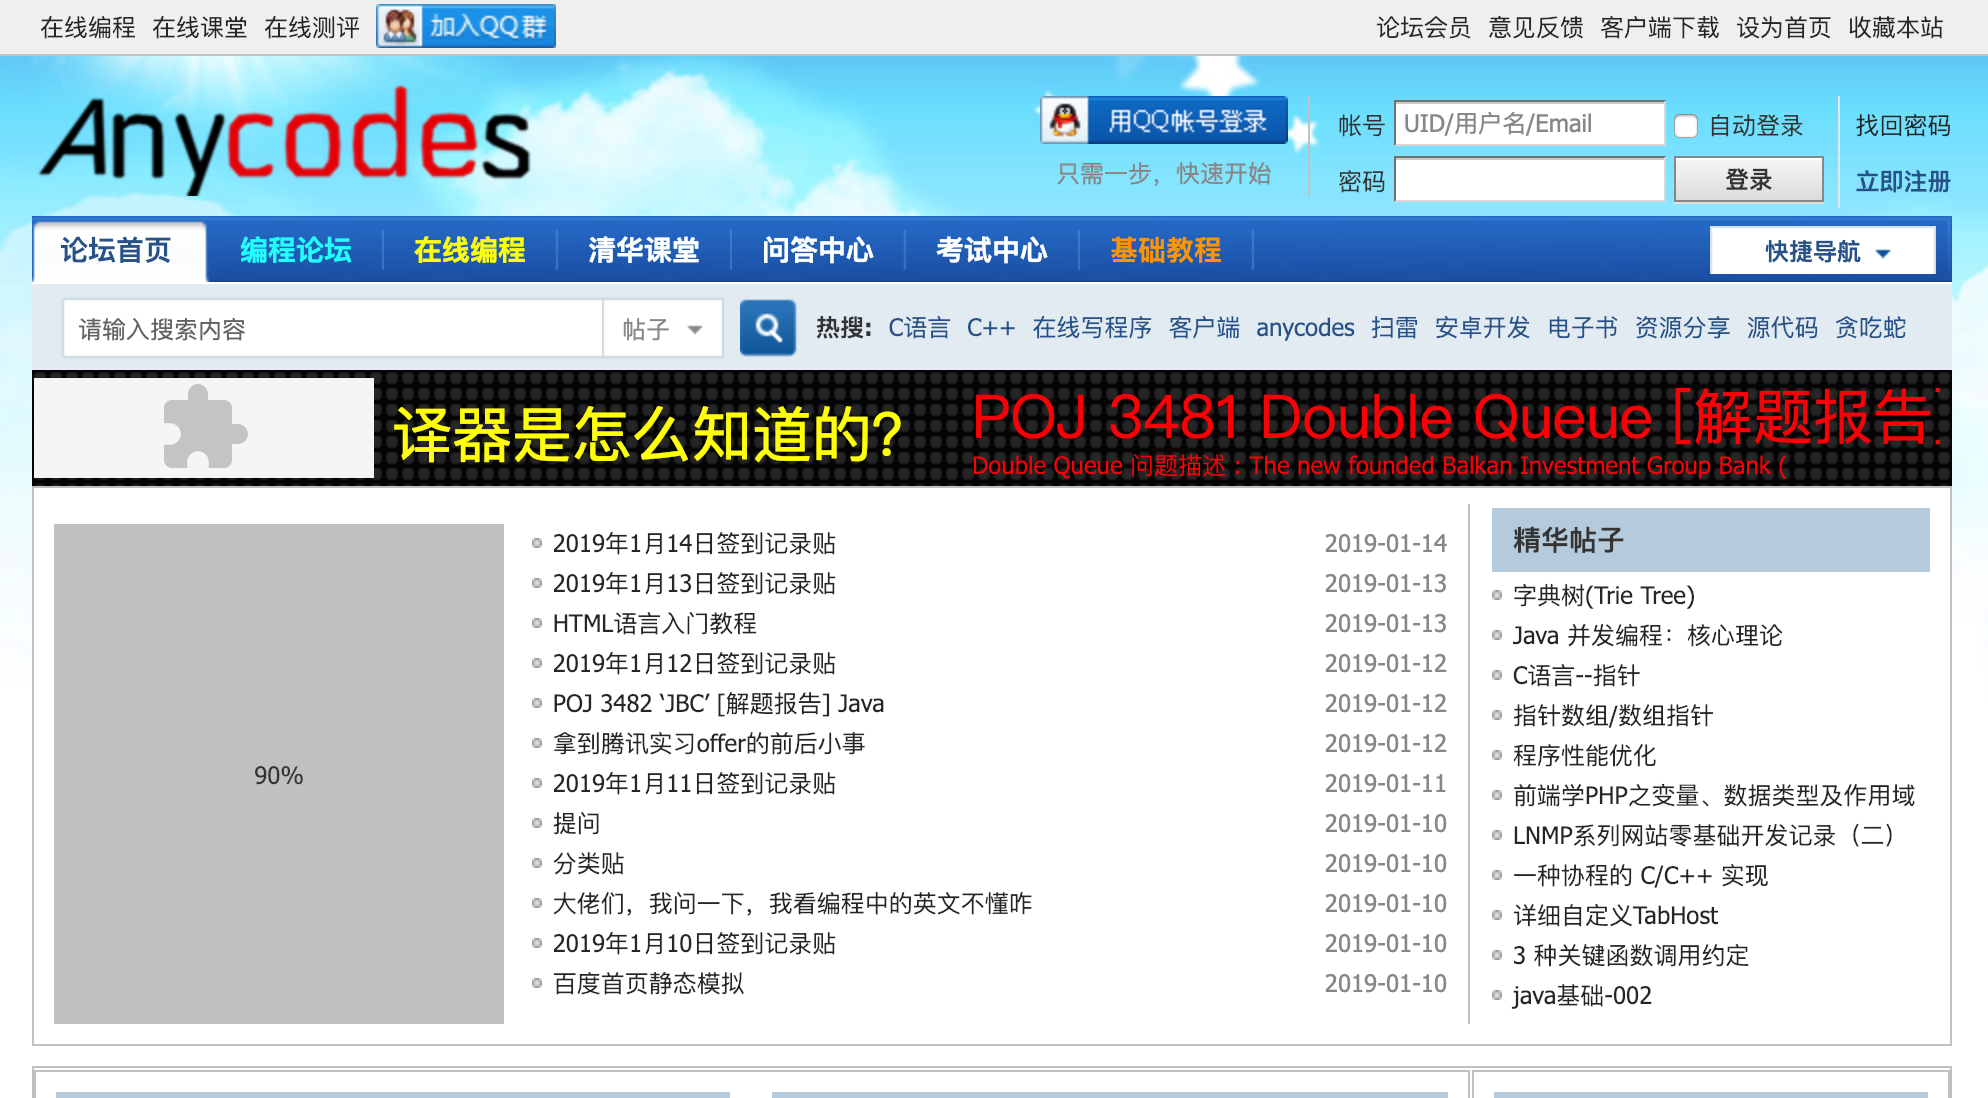 在线编程 在线课堂 在线测评 加入QQ群 论坛会员 意见反馈 客户端下载 设为首页 收藏本站
Anycodes
用QQ帐号登录 帐号 UID/用户名/Email 自动登录 找回密码
只需一步，快速开始 密码 登录 立即注册
论坛首页 编程论坛 在线编程 清华课堂 问答中心 考试中心 基础教程 快捷导航
请输入搜索内容 帖子 热搜: C语言 C++ 在线写程序 客户端 anycodes 扫雷 安卓开发 电子书 资源分享 源代码 贪吃蛇
译器是怎么知道的?
POJ 3481 Double Queue [解题报告]
Double Queue 问题描述 : The new founded Balkan Investment Group Bank (
90%
2019年1月14日签到记录贴 2019-01-14
2019年1月13日签到记录贴 2019-01-13
HTML语言入门教程 2019-01-13
2019年1月12日签到记录贴 2019-01-12
POJ 3482 ‘JBC’ [解题报告] Java 2019-01-12
拿到腾讯实习offer的前后小事 2019-01-12
2019年1月11日签到记录贴 2019-01-11
提问 2019-01-10
分类贴 2019-01-10
大佬们，我问一下，我看编程中的英文不懂咋 2019-01-10
2019年1月10日签到记录贴 2019-01-10
百度首页静态模拟 2019-01-10
精华帖子
字典树(Trie Tree)
Java 并发编程：核心理论
C语言--指针
指针数组/数组指针
程序性能优化
前端学PHP之变量、数据类型及作用域
LNMP系列网站零基础开发记录（二）
一种协程的 C/C++ 实现
详细自定义TabHost
3 种关键函数调用约定
java基础-002